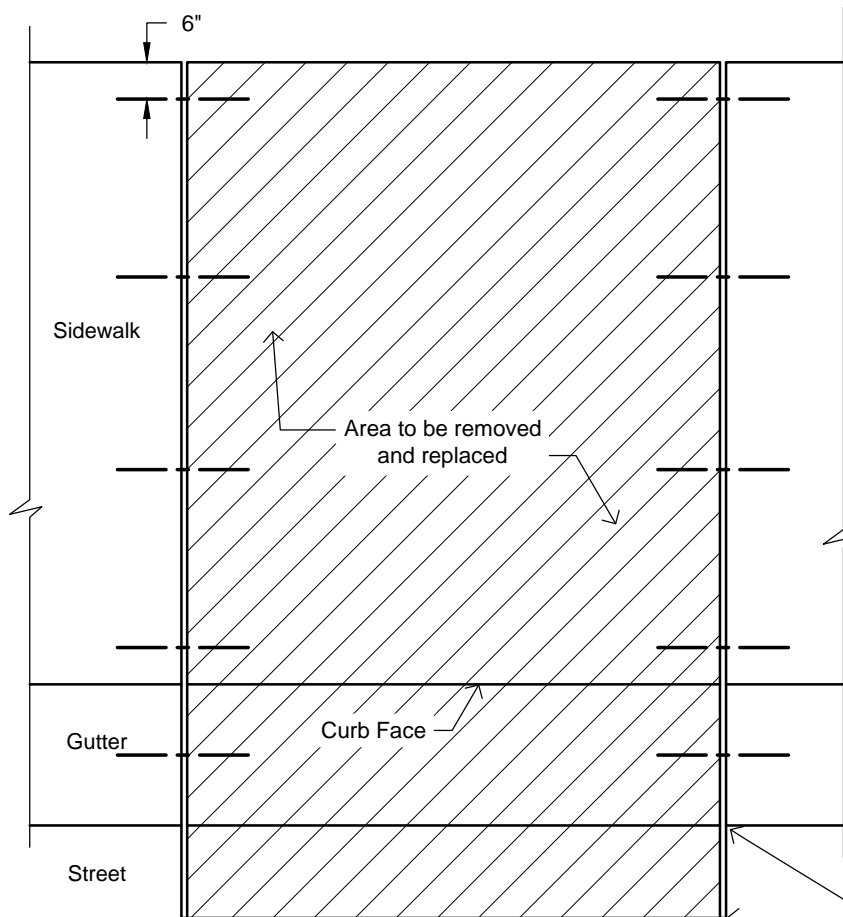 6"
Sidewalk
Area to be removed
and replaced
Curb Face
Gutter
Street